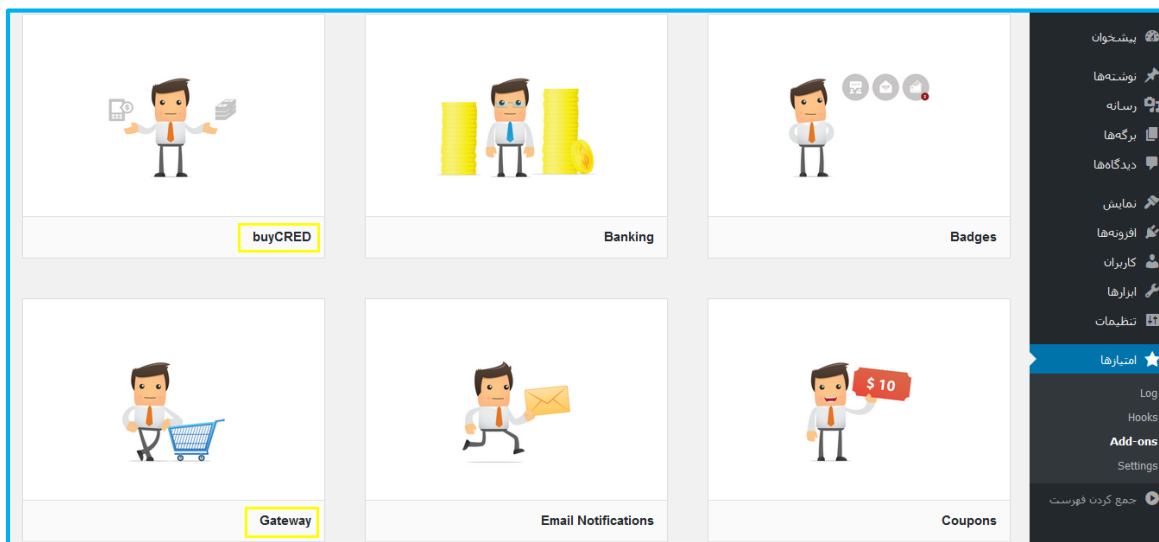 پیشخوان
نوشته‌ها
رسانه
برگه‌ها
دیدگاه‌ها
نمایش
افزونه‌ها
کاربران
ابزارها
تنظیمات
امتیازها
Log
Hooks
Add-ons
Settings
جمع کردن فهرست
Badges
Banking
buyCRED
$ 10
Coupons
Email Notifications
Gateway